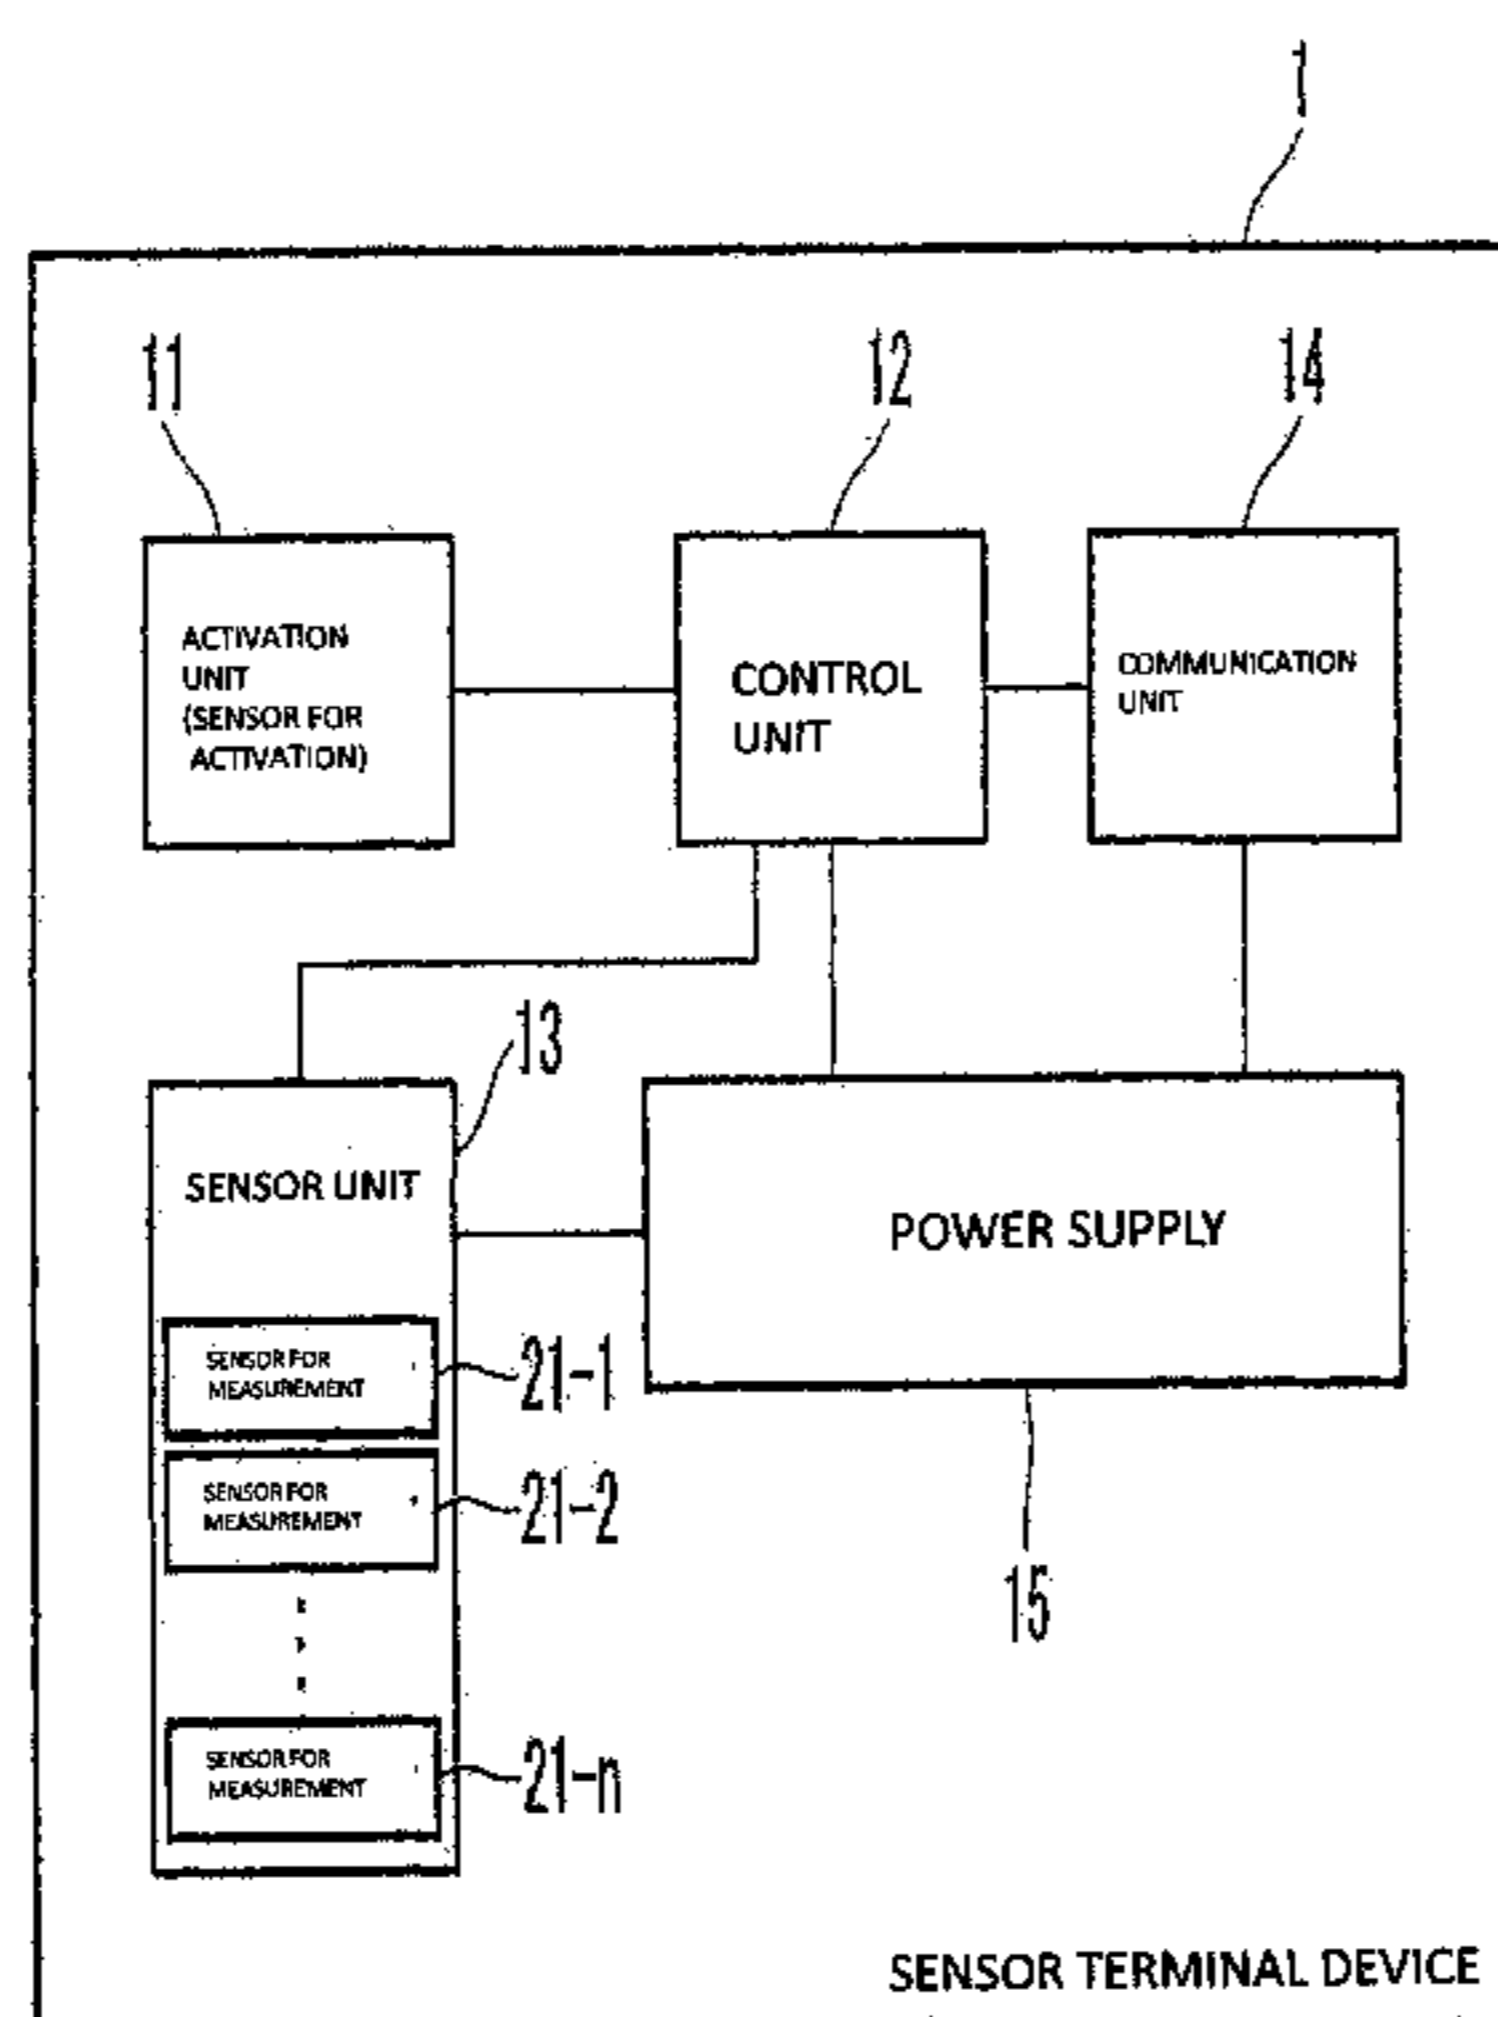 1
11
12
14
ACTIVATION
UNIT
(SENSOR FOR
ACTIVATION)
CONTROL
UNIT
COMMUNICATION
UNIT
13
SENSOR UNIT
POWER SUPPLY
SENSOR FOR
MEASUREMENT
21-1
SENSOR FOR
MEASUREMENT
21-2
15
SENSOR FOR
MEASUREMENT
21-n
SENSOR TERMINAL DEVICE